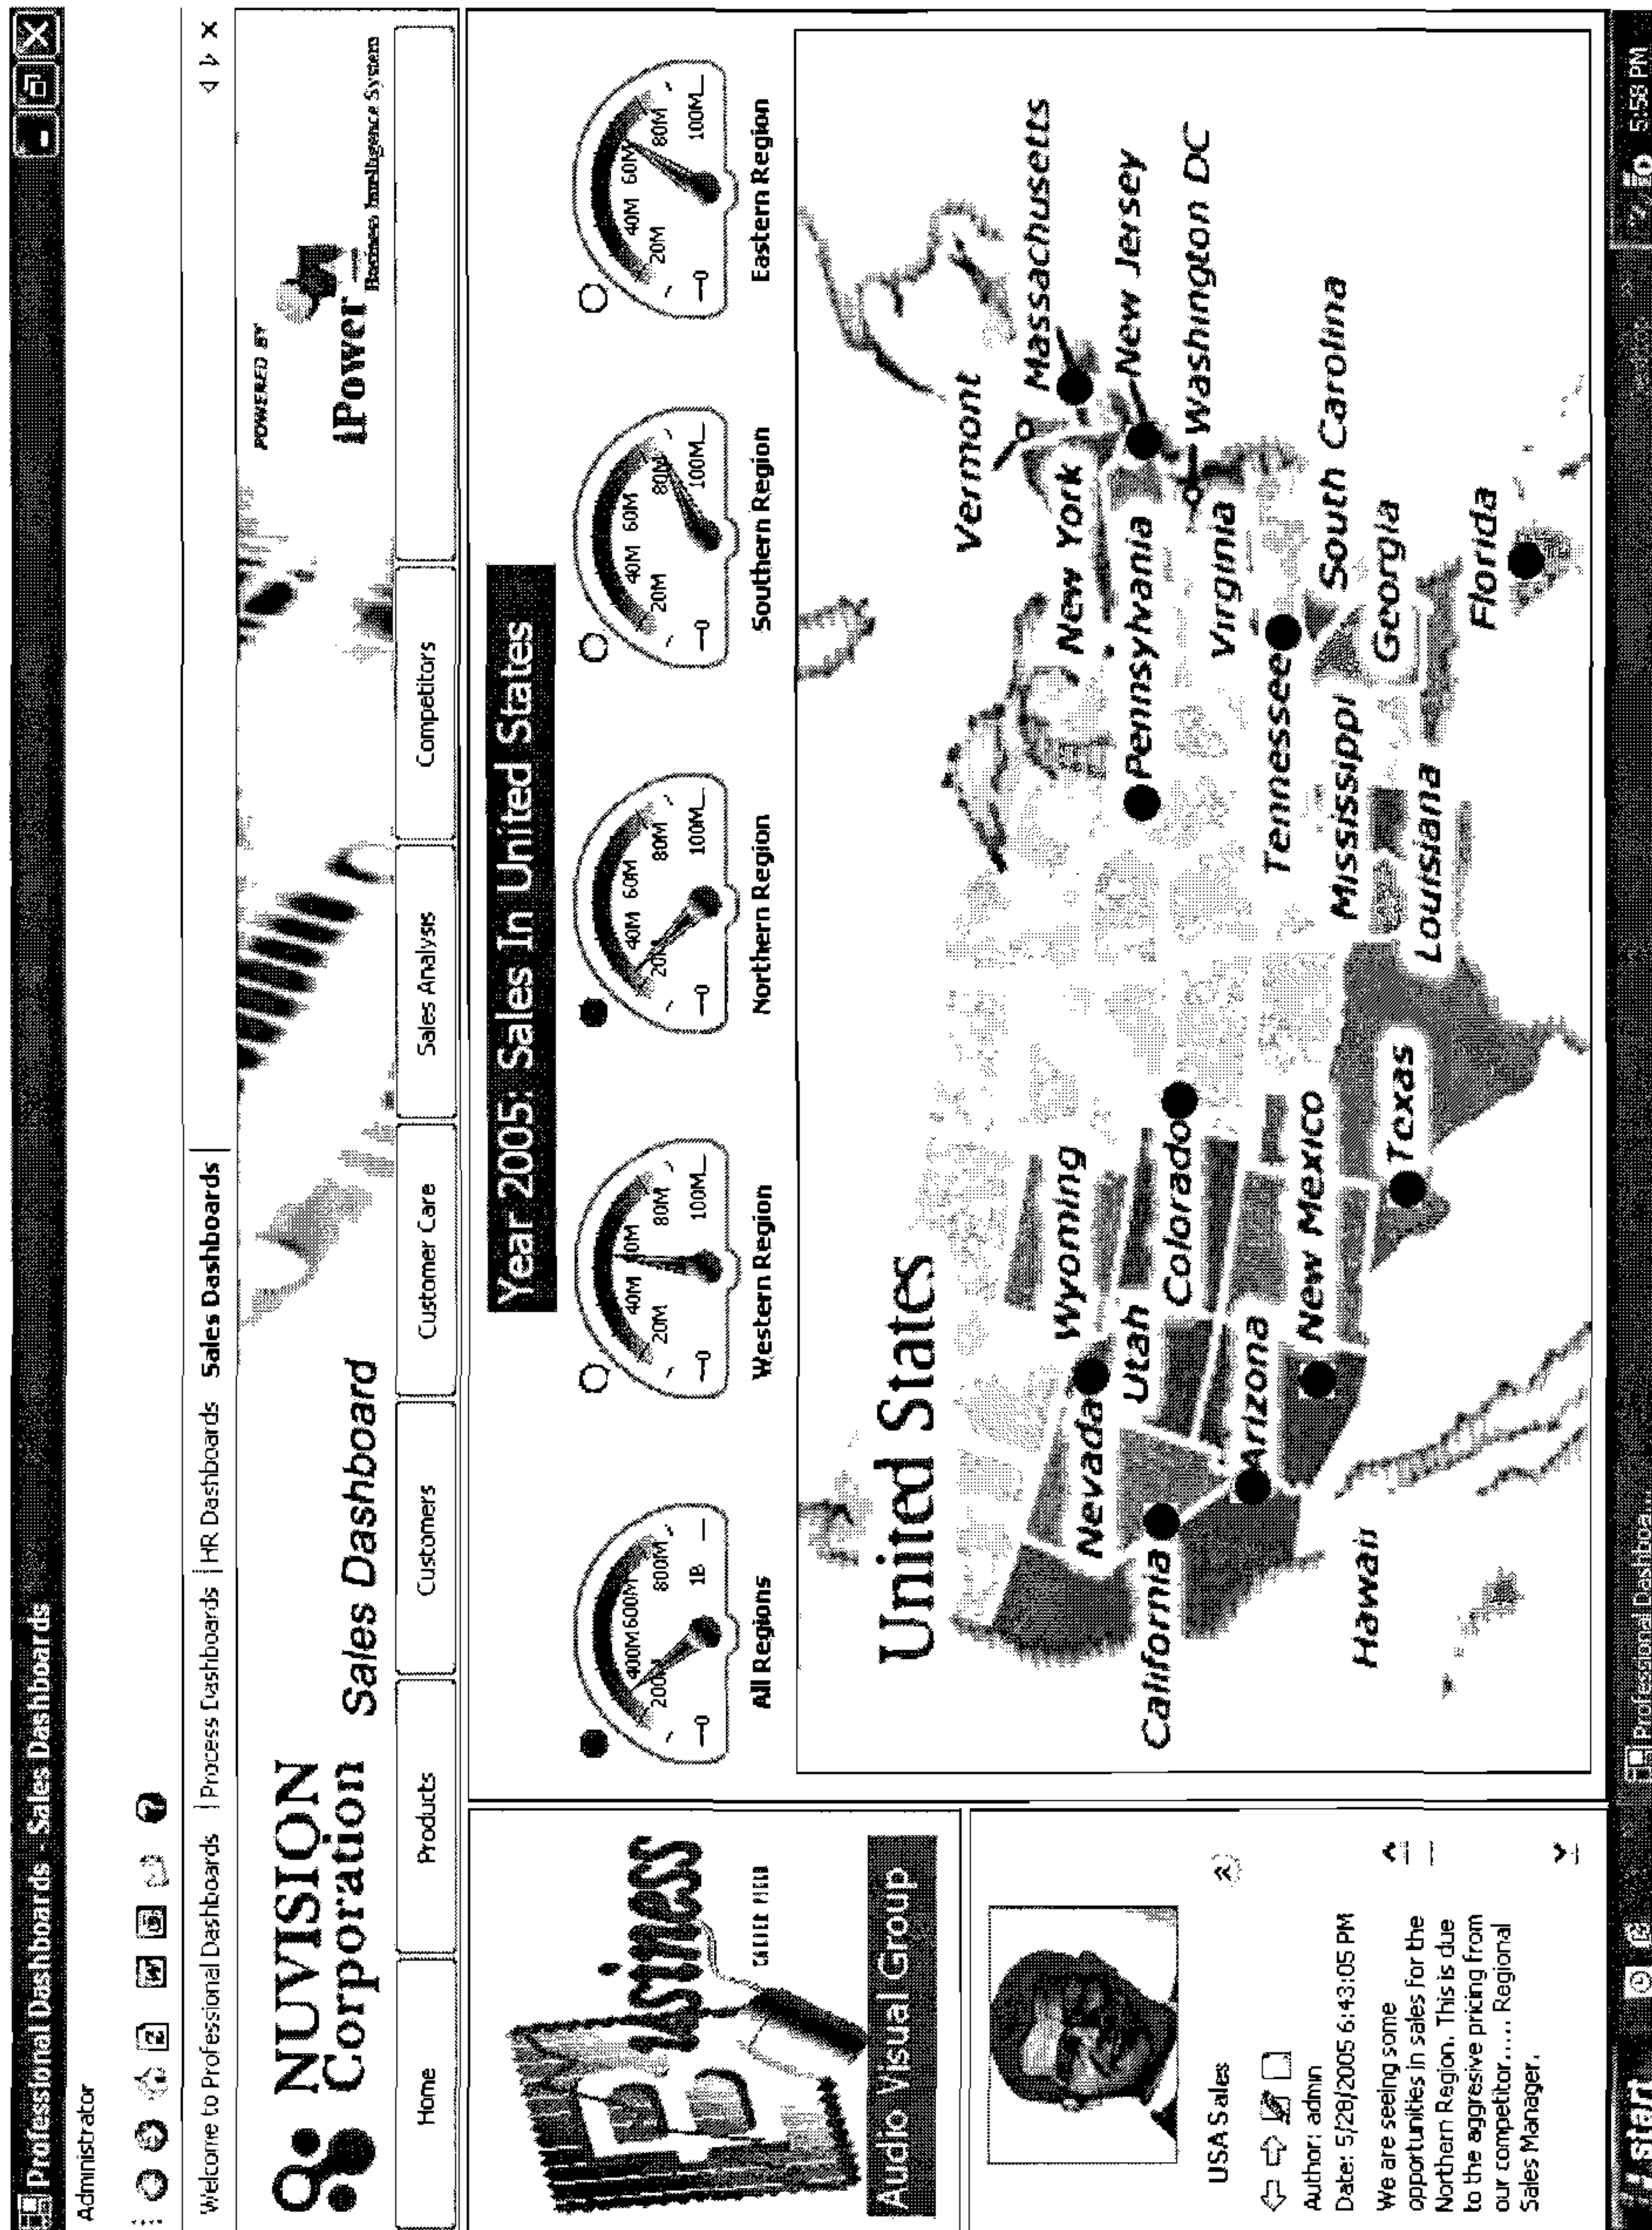 Professional Dashboards - Sales Dashboards
Administrator
Welcome to Professional Dashboards | Process Dashboards | HR Dashboards Sales Dashboards
NUVISION
Corporation
Sales Dashboard
POWERED BY
iPower
Business Intelligence System
Home
Products
Customers
Customer Care
Sales Analysis
Competitors
Business
CAREER FIELD
Audio Visual Group
USA Sales
Author: admin
Date: 5/28/2005 6:43:05 PM
We are seeing some
opportunities in sales for the
Northern Region. This is due
to the aggresive pricing from
our competitor...... Regional
Sales Manager.
Year 2005: Sales In United States
0 400M 600M 800M 1B
All Regions
0 20M 40M 80M 100M
Western Region
0 40M 60M 80M 100M
Northern Region
0 20M 40M 60M 80M 100M
Southern Region
0 20M 40M 60M 80M 100M
Eastern Region
United States
Vermont
Massachusetts
New York
New Jersey
Wyoming
Nevada
Pennsylvania
Utah
Washington DC
California
Colorado
Virginia
Arizona
Tennessee
New Mexico
South Carolina
Mississippi
Georgia
Hawaii
Texas
Louisiana
Florida
start
Professional Dashboar...
5:58 PM